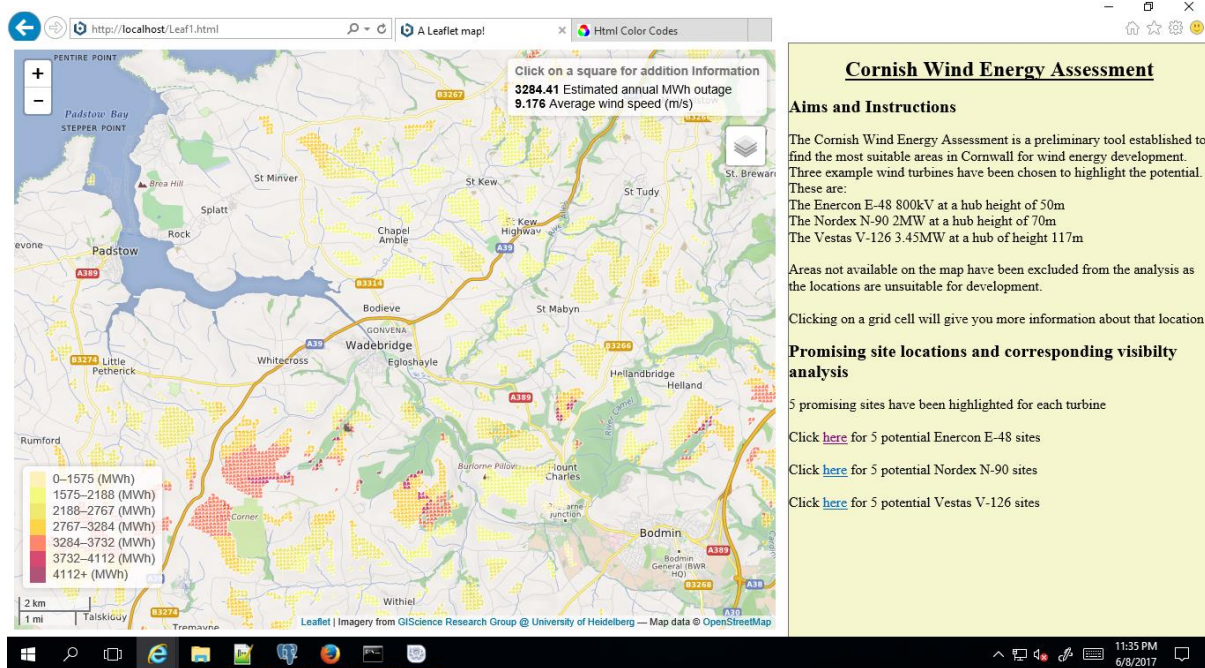 http://localhost/Leaf1.html
A Leaflet map!
Html Color Codes
PENTIRE POINT
Padstow Bay
STEPPER POINT
Click on a square for addition Information
3284.41 Estimated annual MWh outage
9.176 Average wind speed (m/s)
B3267
B3266
Brea Hill
St Minver
St Kew
St Tudy
St. Brewar
Splatt
Rock
Chapel
Amble
St Kew
Highway
River Allen
evone
Padstow
A389
A39
B3314
Bodieve
GONVENA
Wadebridge
St Mabyn
A39
Egloshayle
Whitecross
B3274
Little
Petherick
B3266
Hellandbridge
Helland
A389
River Camel
Rumford
Burlorne Pillow
Mount
Charles
Corner
junction
Bodmin
Bodmin
General (BWR
HQ)
A389
B3268
A38
A30
Withiel
A39
B3274
Talskiddy
Tremayne
+
−
0–1575 (MWh)
1575–2188 (MWh)
2188–2767 (MWh)
2767–3284 (MWh)
3284–3732 (MWh)
3732–4112 (MWh)
4112+ (MWh)
2 km
1 mi
Leaflet | Imagery from GIScience Research Group @ University of Heidelberg — Map data © OpenStreetMap
Cornish Wind Energy Assessment
Aims and Instructions
The Cornish Wind Energy Assessment is a preliminary tool established to
find the most suitable areas in Cornwall for wind energy development.
Three example wind turbines have been chosen to highlight the potential.
These are:
The Enercon E-48 800kV at a hub height of 50m
The Nordex N-90 2MW at a hub height of 70m
The Vestas V-126 3.45MW at a hub of height 117m
Areas not available on the map have been excluded from the analysis as
the locations are unsuitable for development.
Clicking on a grid cell will give you more information about that location
Promising site locations and corresponding visibilty
analysis
5 promising sites have been highlighted for each turbine
Click here for 5 potential Enercon E-48 sites
Click here for 5 potential Nordex N-90 sites
Click here for 5 potential Vestas V-126 sites
11:35 PM
6/8/2017